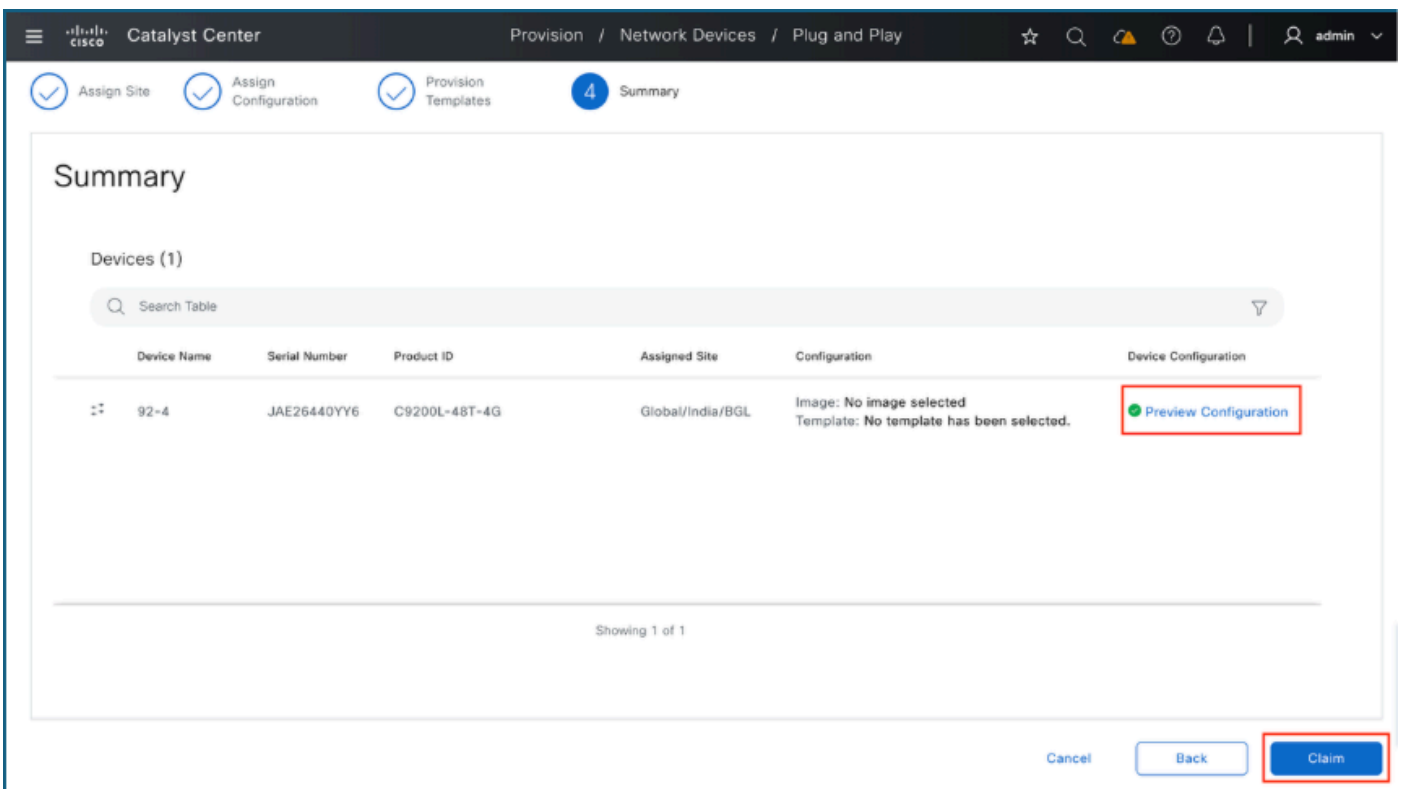 cisco Catalyst Center Provision / Network Devices / Plug and Play admin
Assign Site
Assign
Configuration
Provision
Templates
4 Summary
Summary
Devices (1)
Search Table
Device Name Serial Number Product ID Assigned Site Configuration Device Configuration
92-4 JAE26440YY6 C9200L-48T-4G Global/India/BGL
Image: No image selected
Template: No template has been selected.
Preview Configuration
Showing 1 of 1
Cancel Back Claim